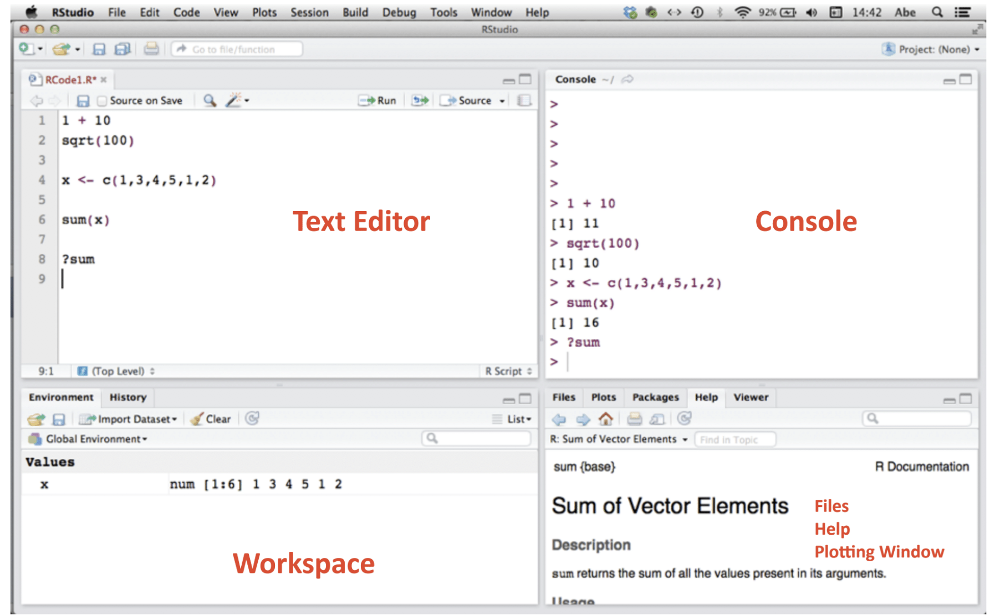 RStudio File Edit Code View Plots Session Build Debug Tools Window Help 92% 14:42 Abe
RStudio
Go to file/function Project: (None)
RCode1.R*
Source on Save Run Source
1 1 + 10
2 sqrt(100)
3
4 x <- c(1,3,4,5,1,2)
5
6 sum(x)
7
8 ?sum
9
Text Editor
9:1 (Top Level) R Script
Console ~/
>
>
>
>
>
> 1 + 10
[1] 11
> sqrt(100)
[1] 10
> x <- c(1,3,4,5,1,2)
> sum(x)
[1] 16
> ?sum
>
Console
Environment History
Import Dataset Clear List
Global Environment
Values
x num [1:6] 1 3 4 5 1 2
Workspace
Files Plots Packages Help Viewer
R: Sum of Vector Elements Find in Topic
sum {base} R Documentation
Sum of Vector Elements
Description
sum returns the sum of all the values present in its arguments.
Usage
Files
Help
Plotting Window